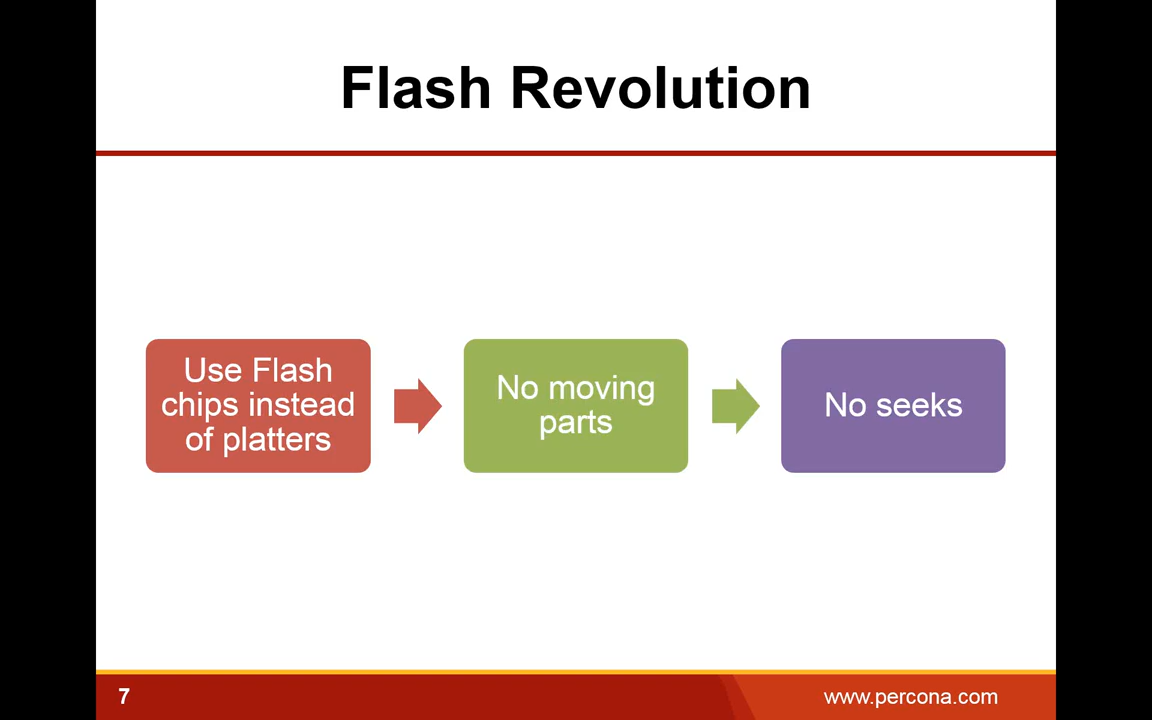 Flash Revolution
Use Flash
chips instead
of platters
No moving
parts
No seeks
7
www.percona.com